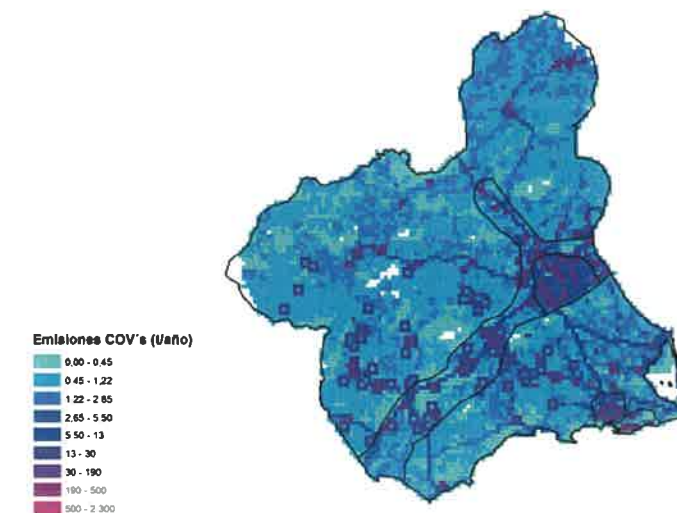 Emisiones COV´s (t/año)
0,00 - 0,45
0 45 - 1,22
1 22 - 2 85
2,65 - 5 50
5 50 - 13
13 - 30
30 - 190
190 - 500
500 - 2 300